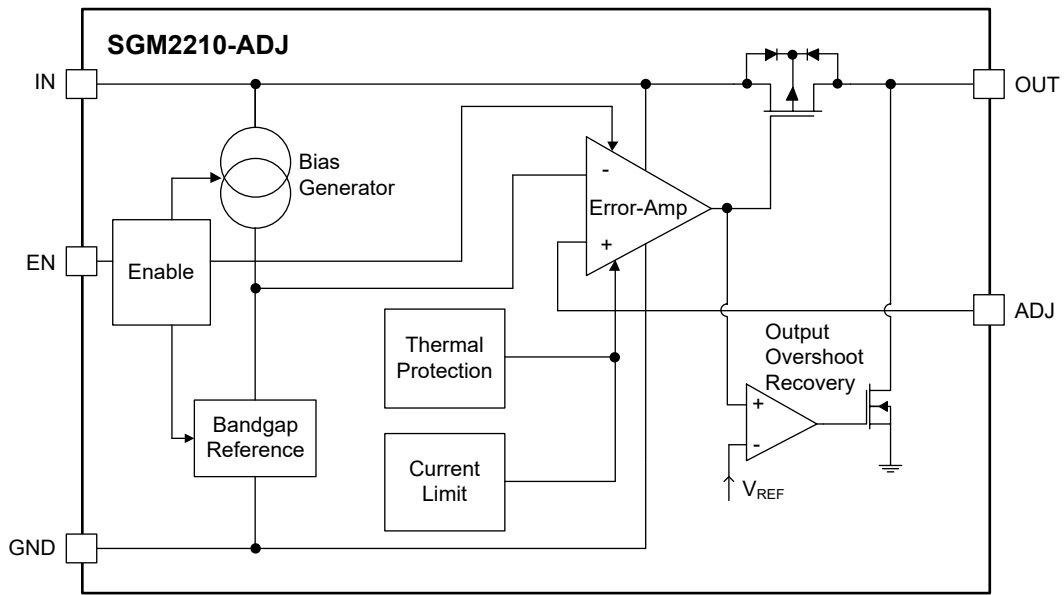 SGM2210-ADJ
IN
OUT
Bias
Generator
-
Error-Amp
+
EN
Enable
ADJ
Thermal
Protection
Output
Overshoot
Recovery
+
-
Bandgap
Reference
Current
Limit
VREF
GND